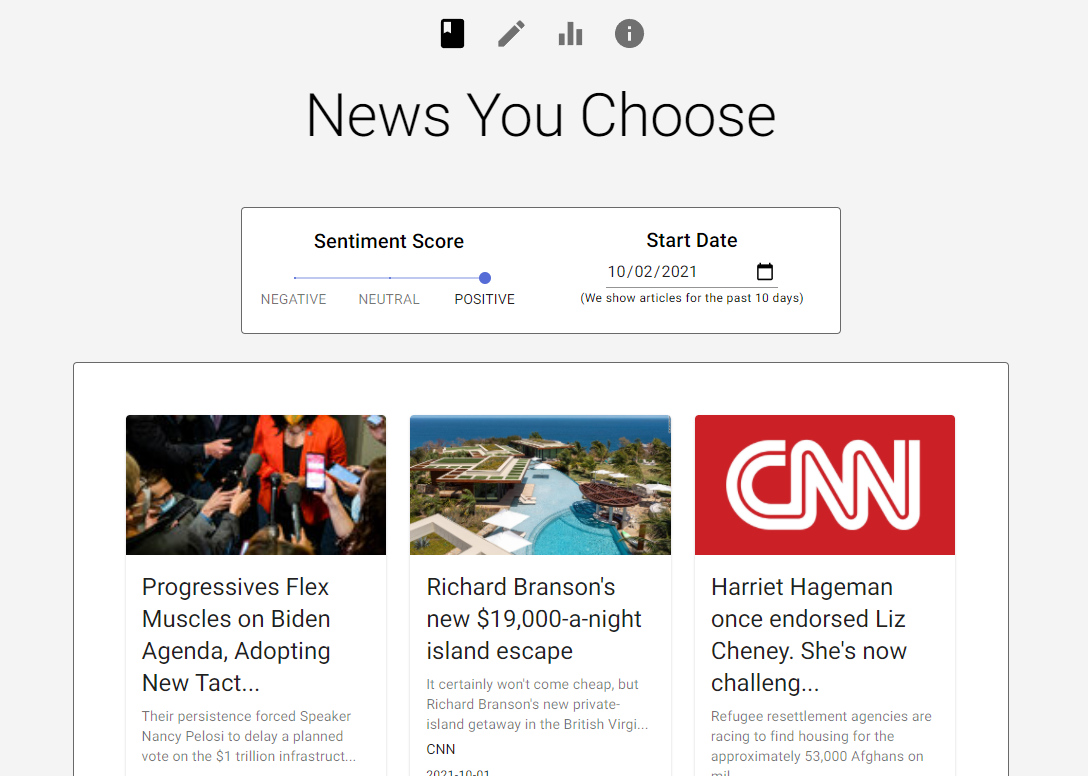 News You Choose
Sentiment Score
NEGATIVE
NEUTRAL
POSITIVE
Start Date
10/02/2021
(We show articles for the past 10 days)
Progressives Flex
Muscles on Biden
Agenda, Adopting
New Tact...
Their persistence forced Speaker
Nancy Pelosi to delay a planned
vote on the $1 trillion infrastruct...
Richard Branson's
new $19,000-a-night
island escape
It certainly won't come cheap, but
Richard Branson's new private-
island getaway in the British Virgi...
CNN
2021-10-01
CNN
Harriet Hageman
once endorsed Liz
Cheney. She's now
challeng...
Refugee resettlement agencies are
racing to find housing for the
approximately 53,000 Afghans on
mil...